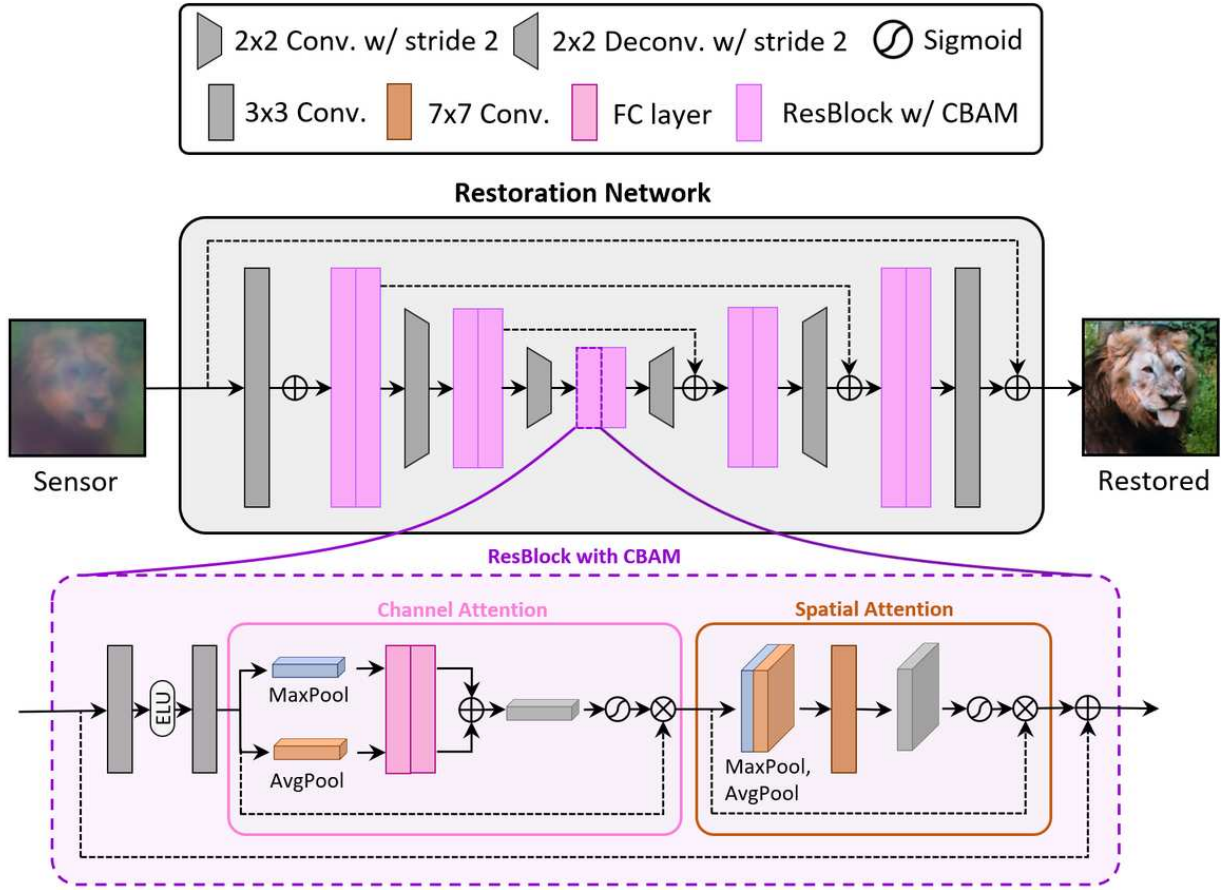 2x2 Conv. w/ stride 2
2x2 Deconv. w/ stride 2
Sigmoid
3x3 Conv.
7x7 Conv.
FC layer
ResBlock w/ CBAM
Restoration Network
Sensor
Restored
ResBlock with CBAM
Channel Attention
Spatial Attention
ELU
MaxPool
AvgPool
MaxPool,
AvgPool